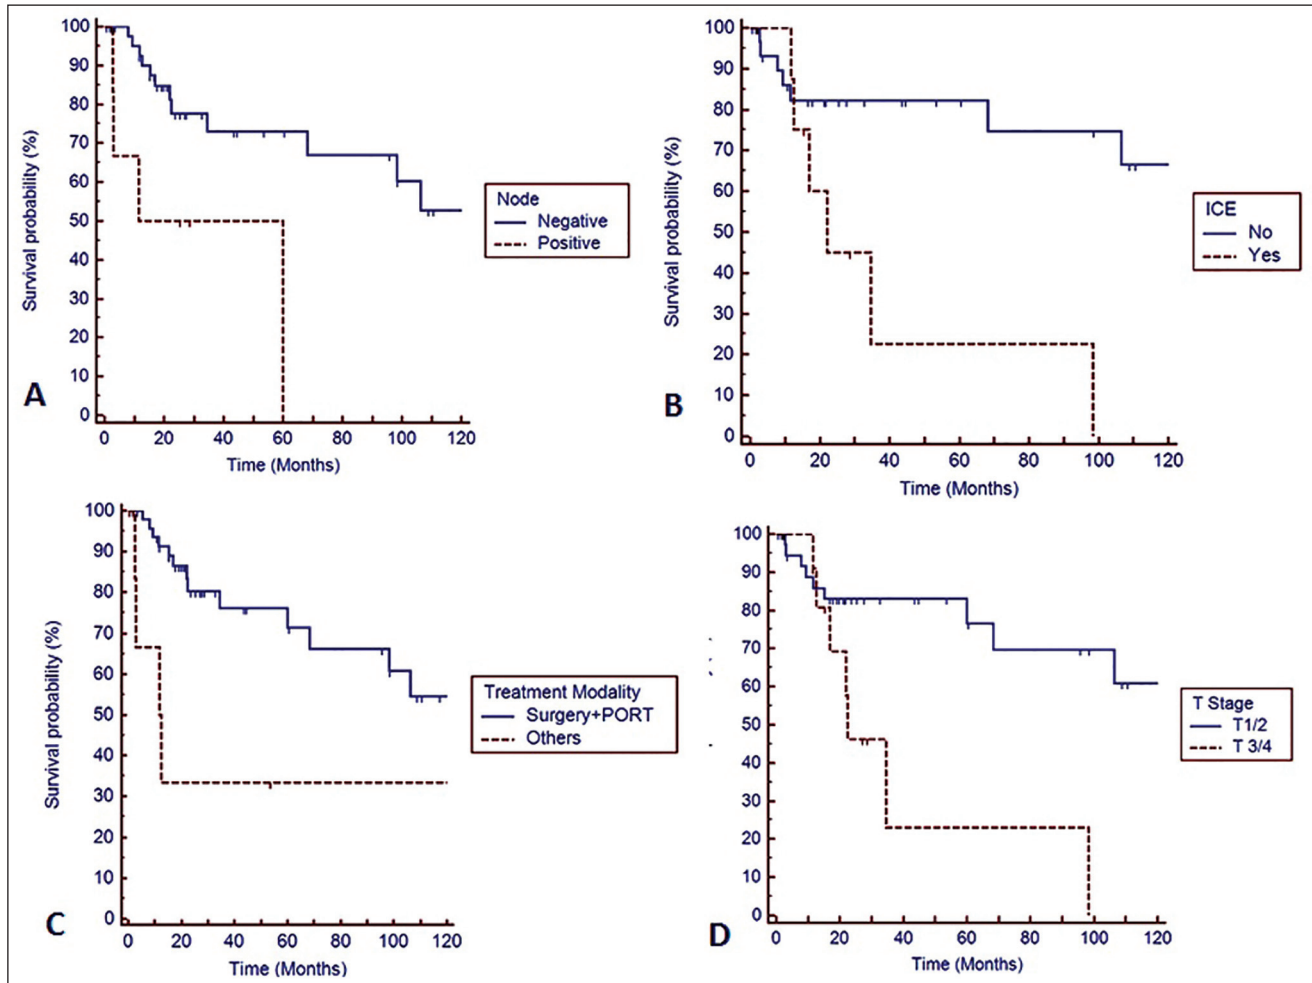 100
90
80
70
60
50
40
30
20
10
0
Survival probability (%)
0 20 40 60 80 100 120
Time (Months)
Node
Negative
Positive
A
100
90
80
70
60
50
40
30
20
10
0
Survival probability (%)
0 20 40 60 80 100 120
Time (Months)
ICE
No
Yes
B
100
90
80
70
60
50
40
30
20
10
0
Survival probability (%)
0 20 40 60 80 100 120
Time (Months)
Treatment Modality
Surgery+PORT
Others
C
100
90
80
70
60
50
40
30
20
10
0
0 20 40 60 80 100 120
Time (Months)
T Stage
T1/2
T 3/4
D